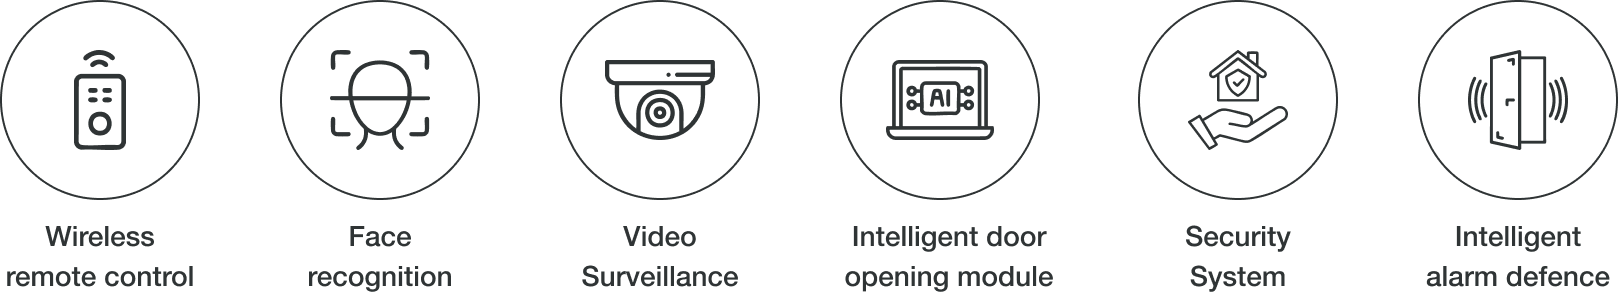 AI
Wireless
remote control
Face
recognition
Video
Surveillance
Intelligent door
opening module
Security
System
Intelligent
alarm defence